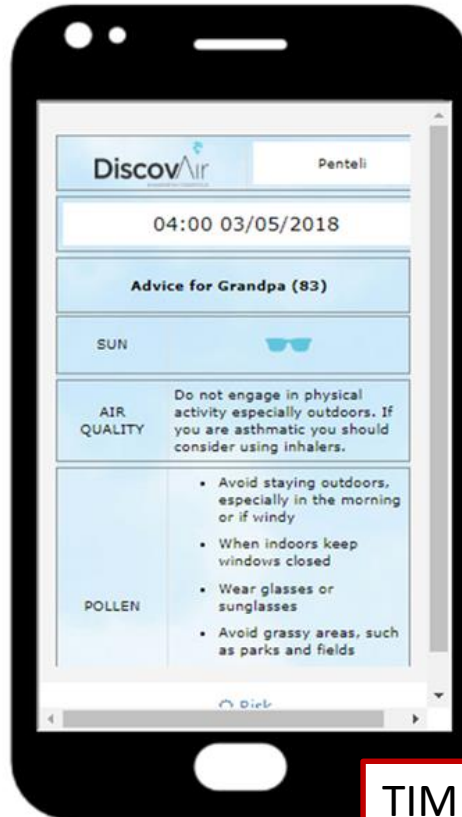 DiscovAir
Penteli
04:00 03/05/2018
Advice for Grandpa (83)
SUN
AIR
QUALITY
Do not engage in physical
activity especially outdoors. If
you are asthmatic you should
consider using inhalers.
POLLEN
• Avoid staying outdoors,
especially in the morning
or if windy
• When indoors keep
windows closed
• Wear glasses or
sunglasses
• Avoid grassy areas, such
as parks and fields
TIM